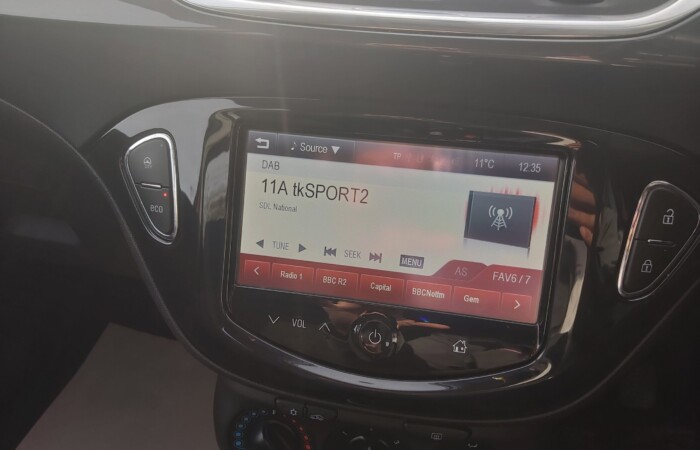 Source ▼ TP 11°C 12:35
DAB
11A tkSPORT2
SDL National
eco
◀ TUNE ▶ SEEK MENU
AS FAV6 / 7
< Radio 1 BBC R2 Capital BBCNottm Gem >
VOL